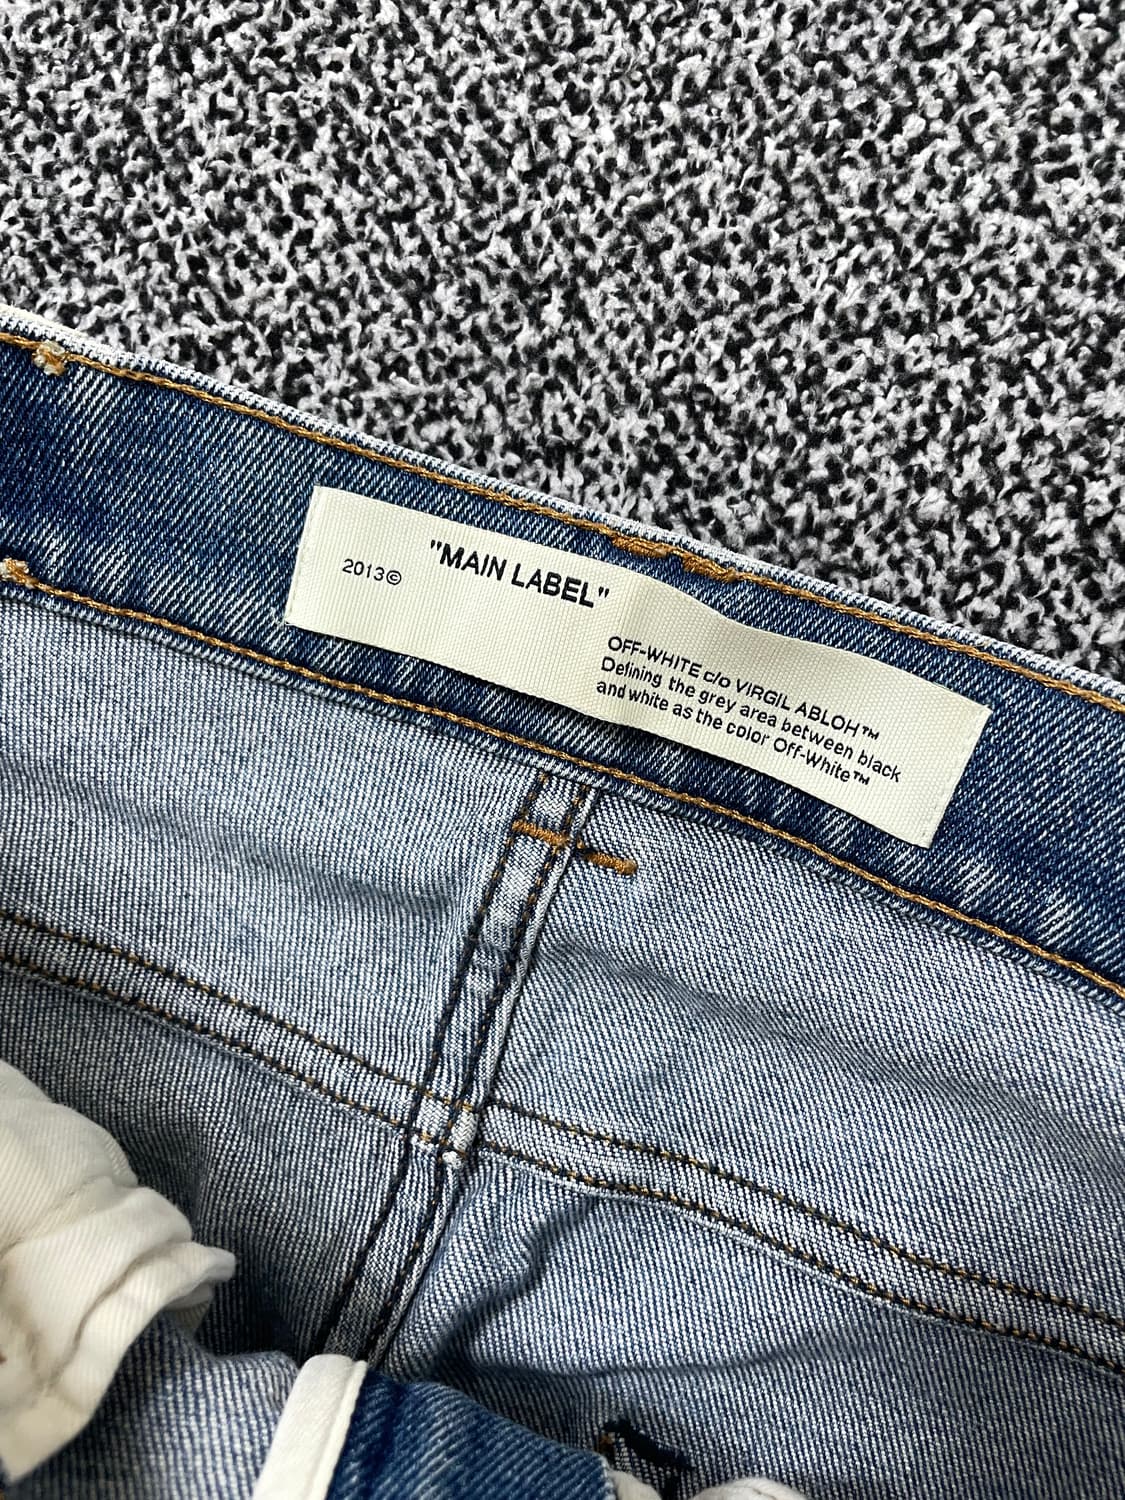 2013© "MAIN LABEL"
OFF-WHITE c/o VIRGIL ABLOH™
Defining the grey area between black
and white as the color Off-White™